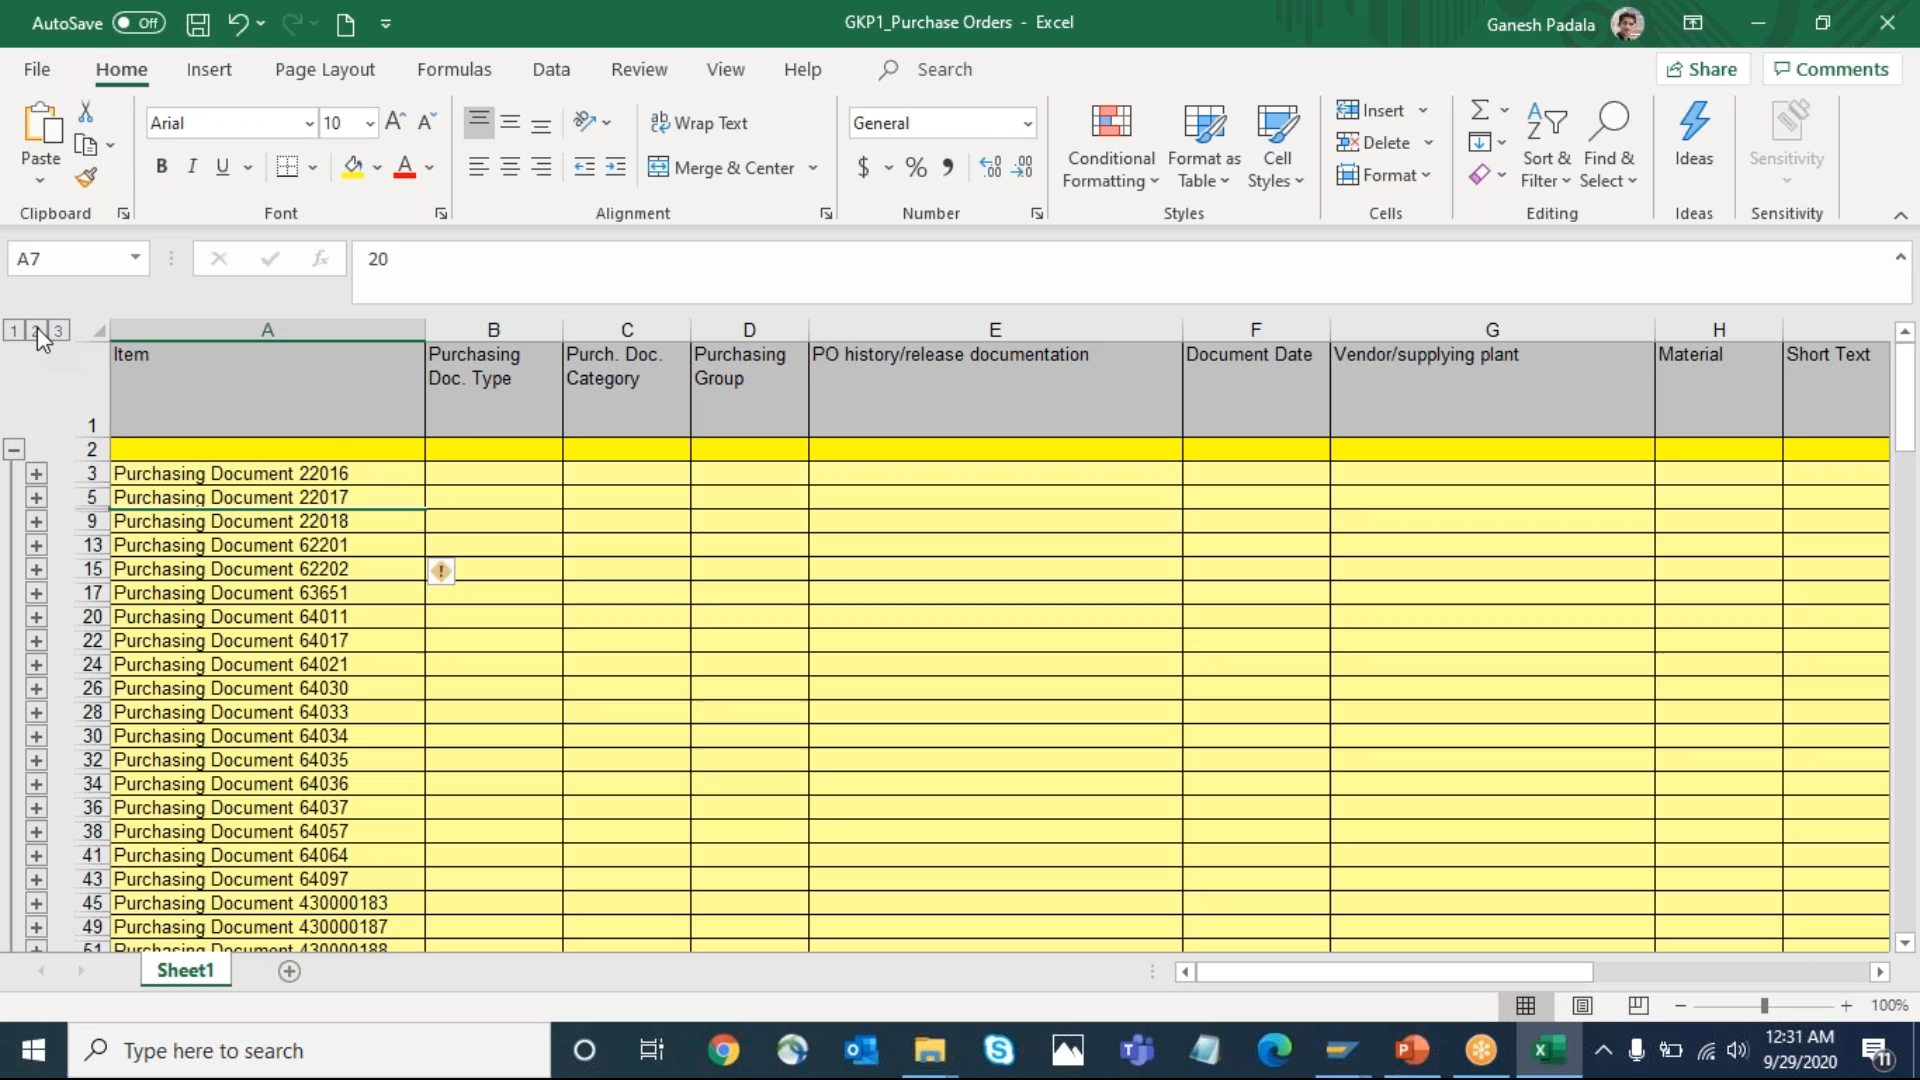 AutoSave Off
GKP1_Purchase Orders - Excel
Ganesh Padala
File Home Insert Page Layout Formulas Data Review View Help Search
Share Comments
Arial 10
Wrap Text
General
Insert
Delete
Format
Paste
B I U
Merge & Center
$ % ,
Conditional Formatting
Format as Table
Cell Styles
Sort & Filter
Find & Select
Ideas
Sensitivity
Clipboard Font Alignment Number Styles Cells Editing Ideas Sensitivity
A7 fx 20
1 2 3 A B C D E F G H
1 Item Purchasing Doc. Type Purch. Doc. Category Purchasing Group PO history/release documentation Document Date Vendor/supplying plant Material Short Text
2
3 Purchasing Document 22016
5 Purchasing Document 22017
9 Purchasing Document 22018
13 Purchasing Document 62201
15 Purchasing Document 62202
17 Purchasing Document 63651
20 Purchasing Document 64011
22 Purchasing Document 64017
24 Purchasing Document 64021
26 Purchasing Document 64030
28 Purchasing Document 64033
30 Purchasing Document 64034
32 Purchasing Document 64035
34 Purchasing Document 64036
36 Purchasing Document 64037
38 Purchasing Document 64057
41 Purchasing Document 64064
43 Purchasing Document 64097
45 Purchasing Document 430000183
49 Purchasing Document 430000187
51 Purchasing Document 430000188
Sheet1
100%
Type here to search
12:31 AM
9/29/2020
11